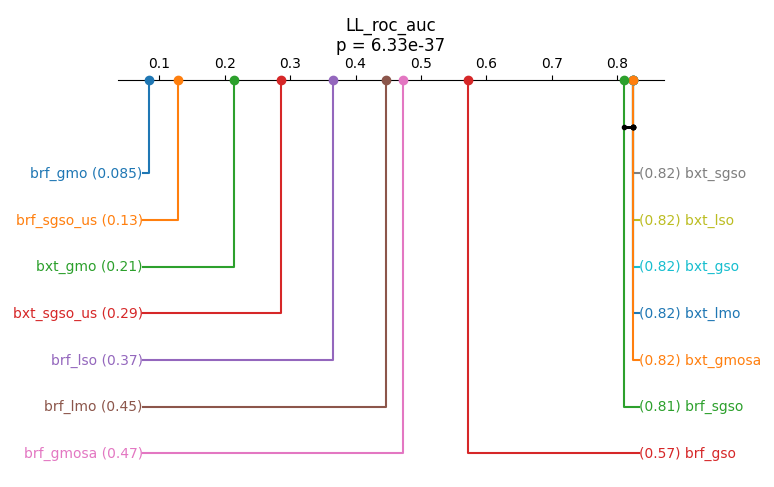 LL_roc_auc
p = 6.33e-37
0.1 0.2 0.3 0.4 0.5 0.6 0.7 0.8
brf_gmo (0.085) (0.82) bxt_sgso
brf_sgso_us (0.13) (0.82) bxt_lso
bxt_gmo (0.21) (0.82) bxt_gso
bxt_sgso_us (0.29) (0.82) bxt_lmo
brf_lso (0.37) (0.82) bxt_gmosa
brf_lmo (0.45) (0.81) brf_sgso
brf_gmosa (0.47) (0.57) brf_gso